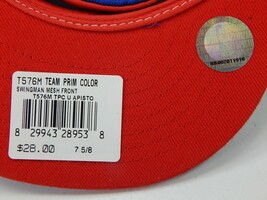 T576M TEAM PRIM COLOR
SWINGMAN MESH FRONT
T576M TPC U APISTO
8 29943 28953 8
$28.00 7 5/8